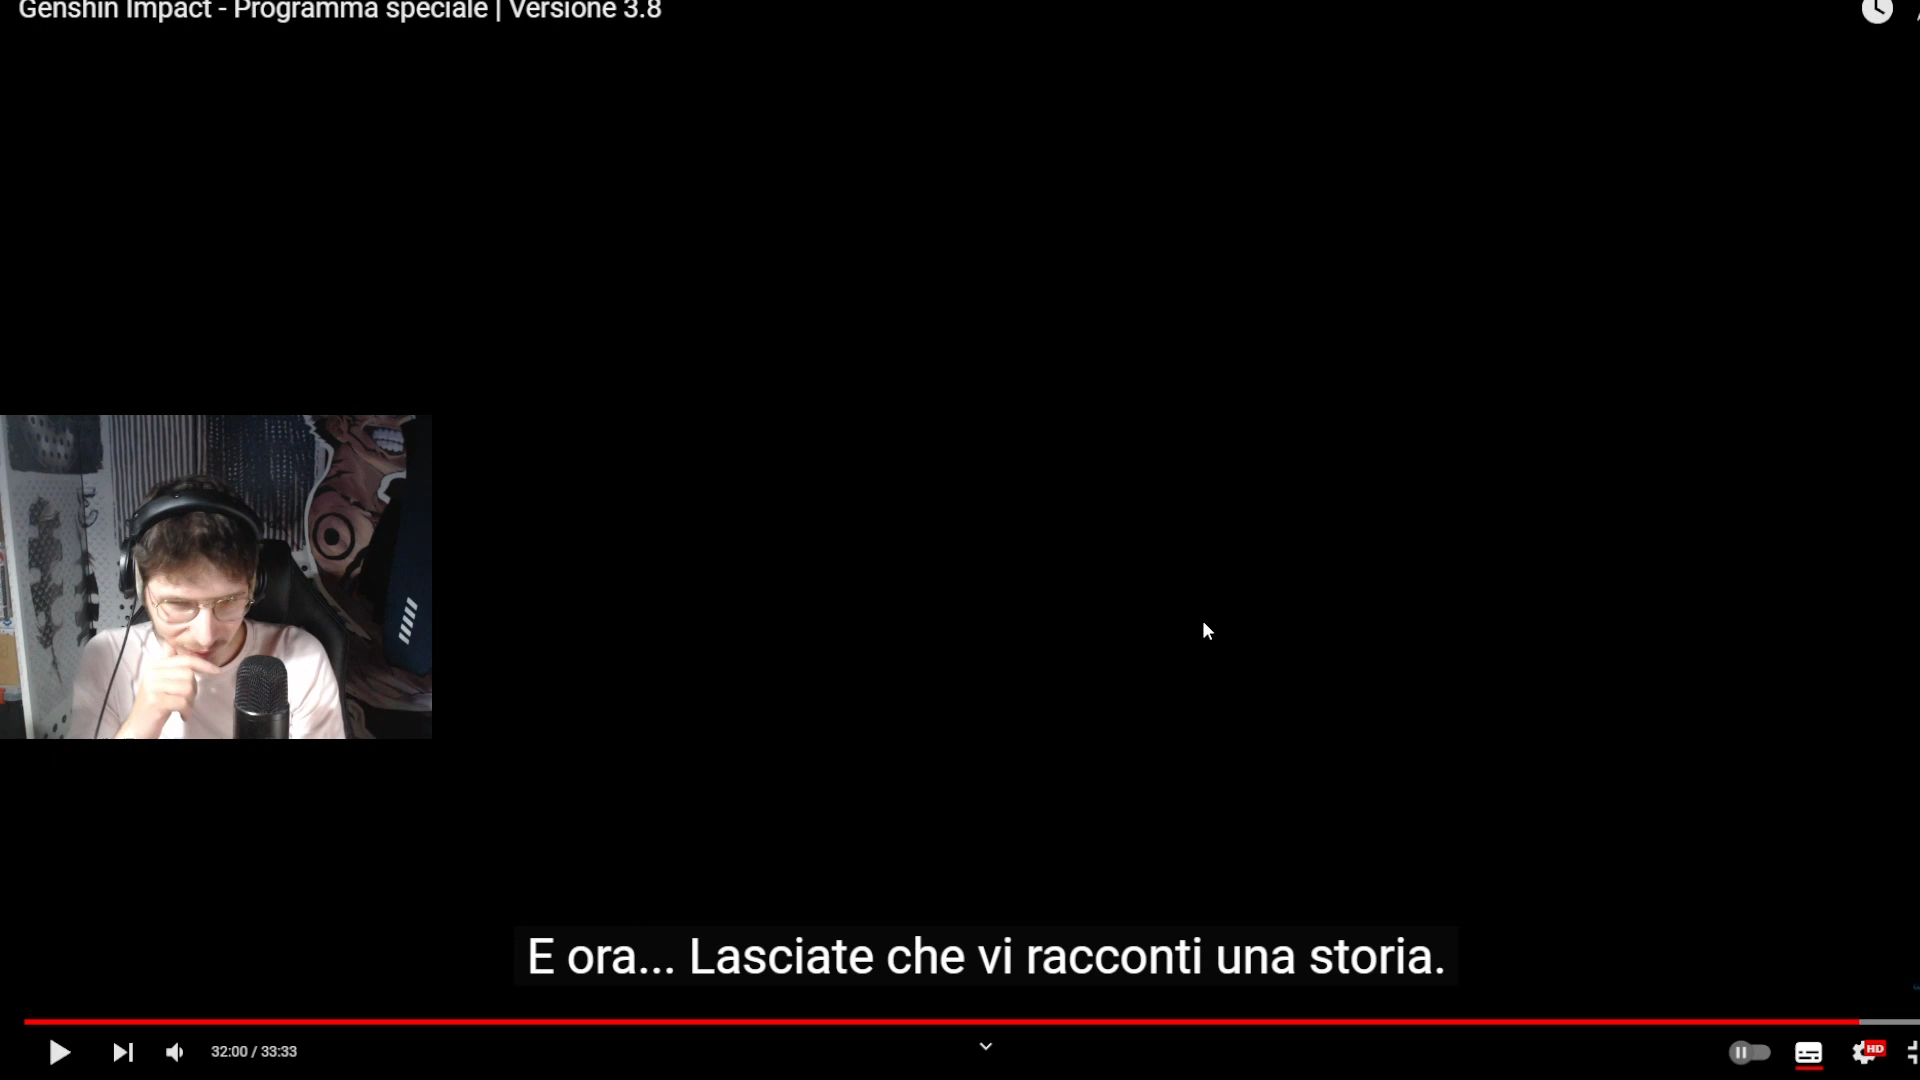 Genshin Impact - Programma speciale | Versione 3.8
E ora... Lasciate che vi racconti una storia.
32:00 / 33:33
HD